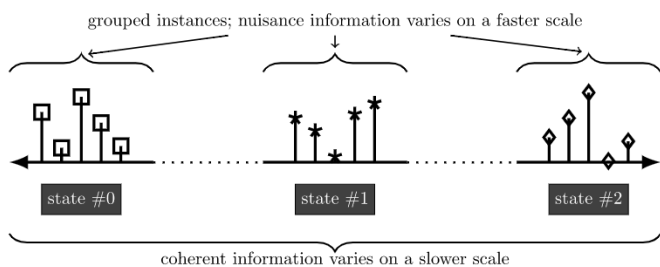 grouped instances; nuisance information varies on a faster scale
state #0
state #1
state #2
coherent information varies on a slower scale